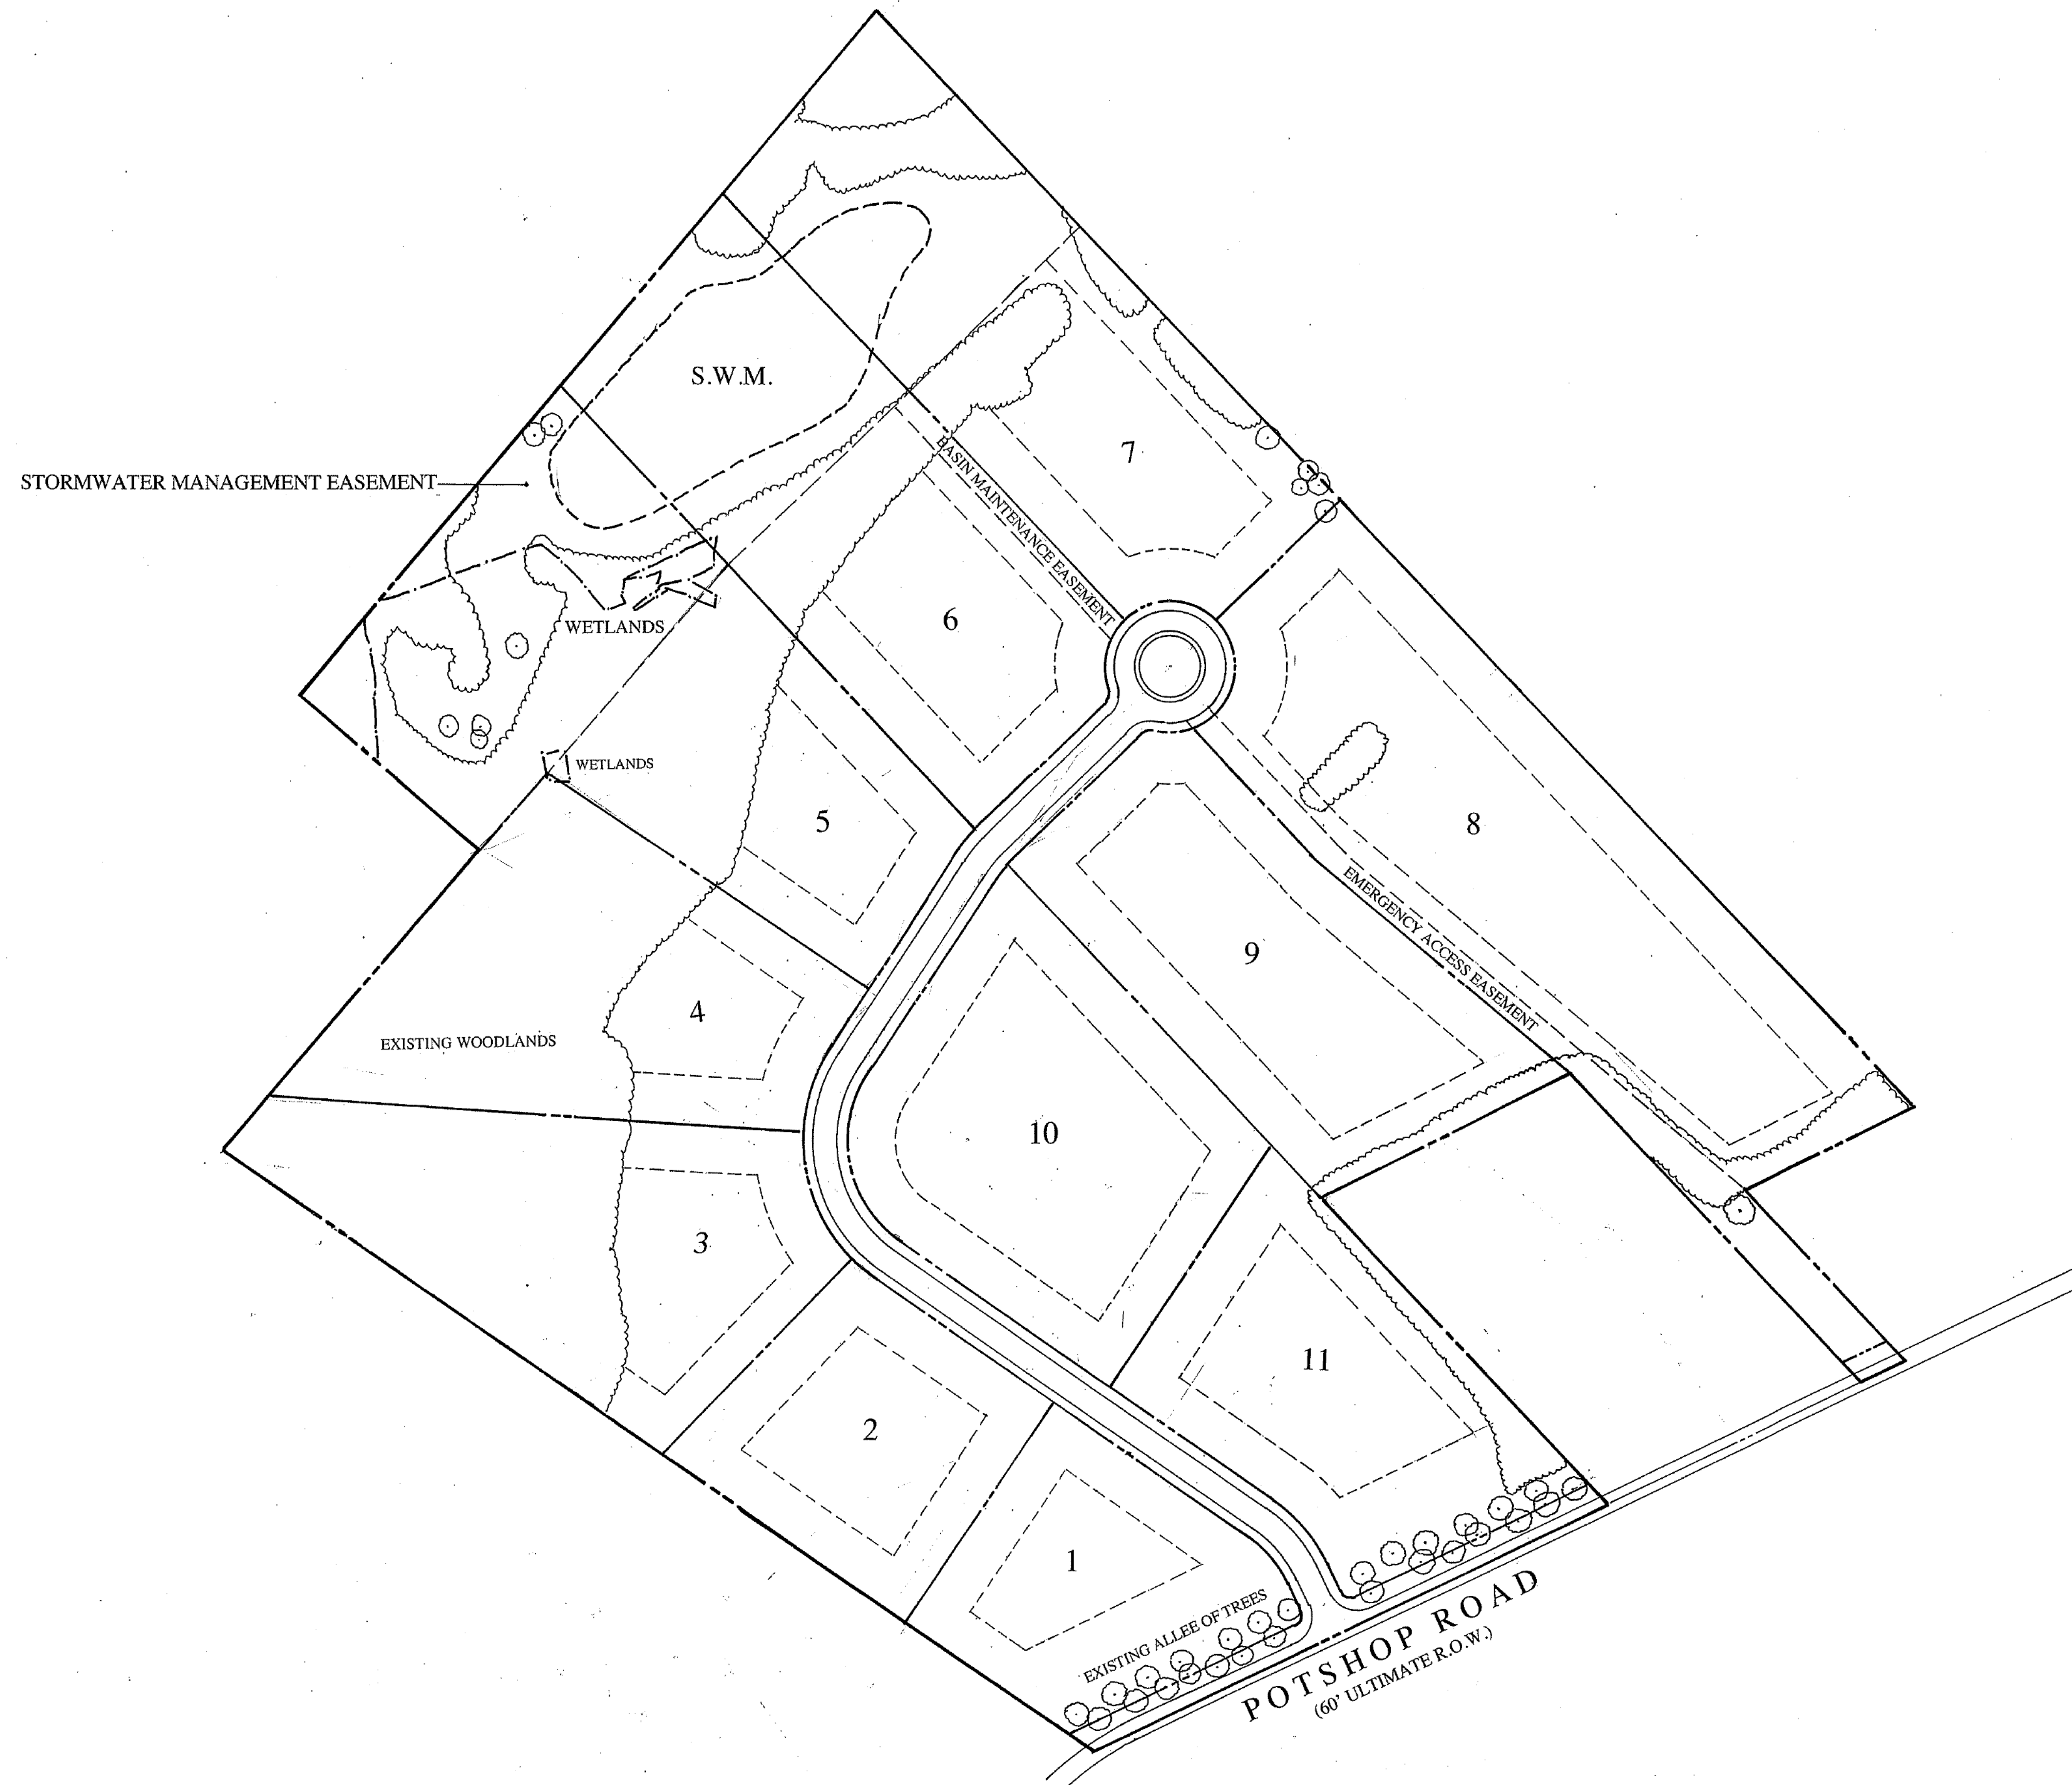 S.W.M.
7
STORMWATER MANAGEMENT EASEMENT
BASIN MAINTENANCE EASEMENT
6
WETLANDS
WETLANDS
5
8
EMERGENCY ACCESS EASEMENT
9
4
EXISTING WOODLANDS
10
3
11
2
1
EXISTING ALLEE OF TREES
POTSHOP ROAD
(60' ULTIMATE R.O.W.)